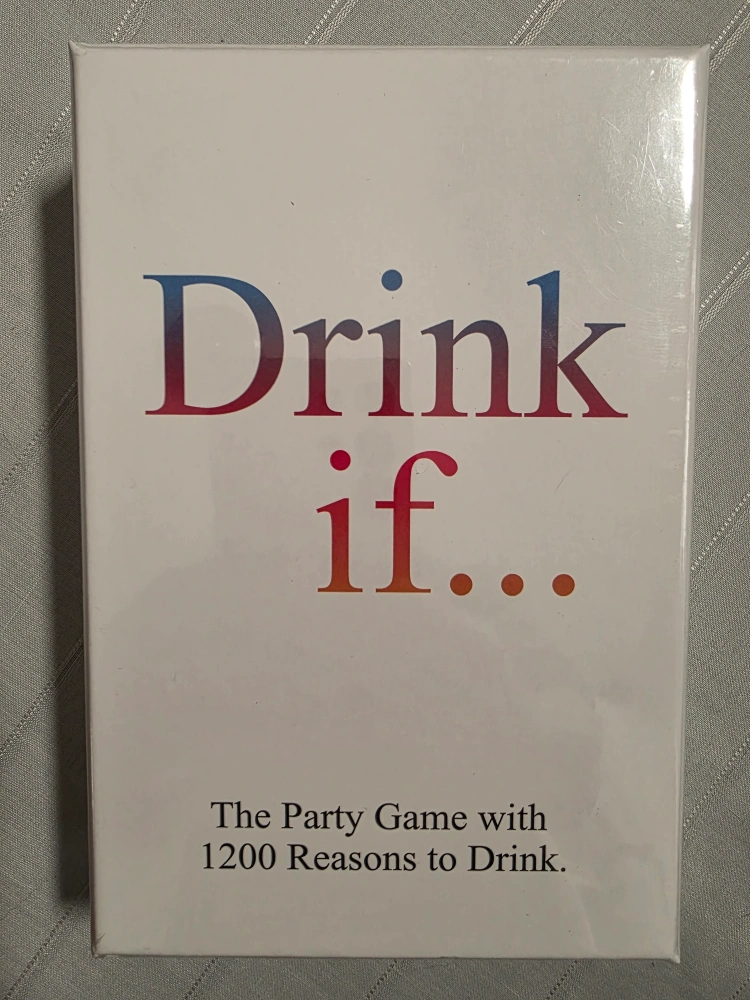 Drink
if...
The Party Game with
1200 Reasons to Drink.